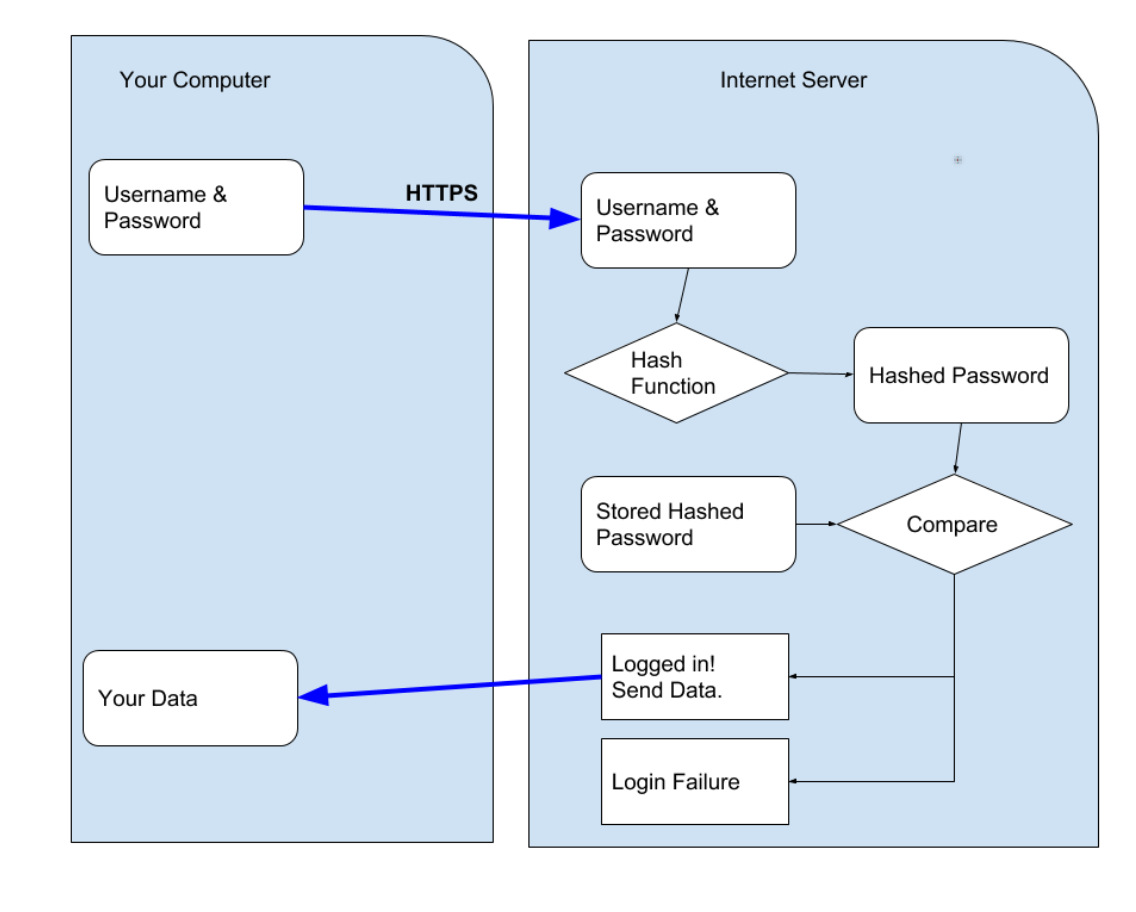 Your Computer
Internet Server
Username &
Password
HTTPS
Username &
Password
Hash
Function
Hashed Password
Stored Hashed
Password
Compare
Logged in!
Send Data.
Your Data
Login Failure